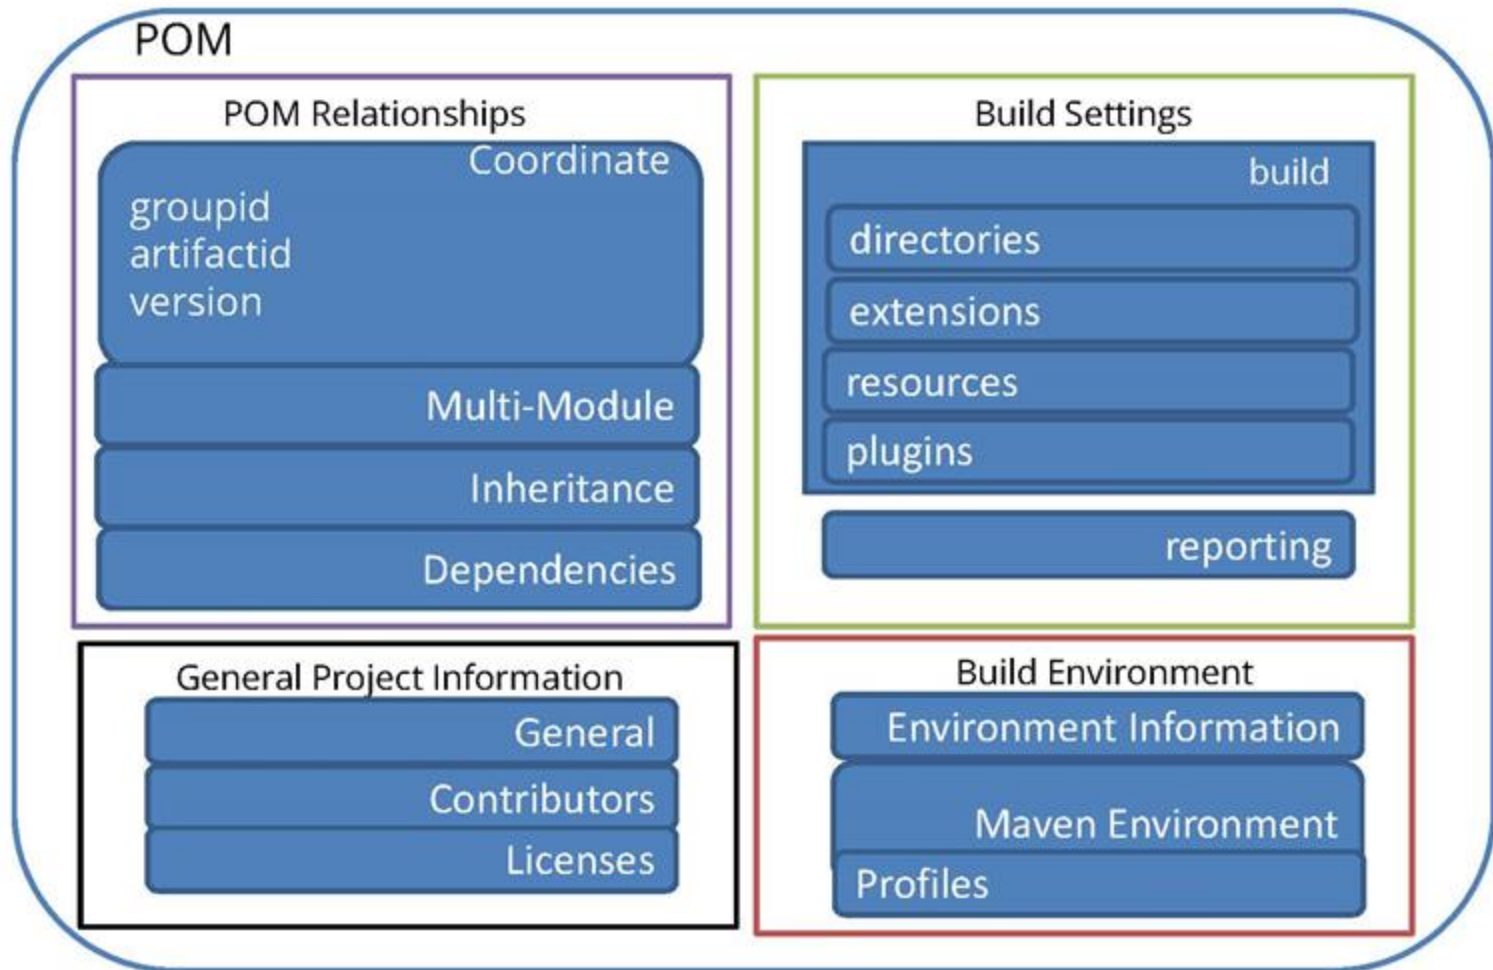 POM
POM Relationships
Coordinate
groupid
artifactid
version
Multi-Module
Inheritance
Dependencies
Build Settings
build
directories
extensions
resources
plugins
reporting
General Project Information
General
Contributors
Licenses
Build Environment
Environment Information
Maven Environment
Profiles